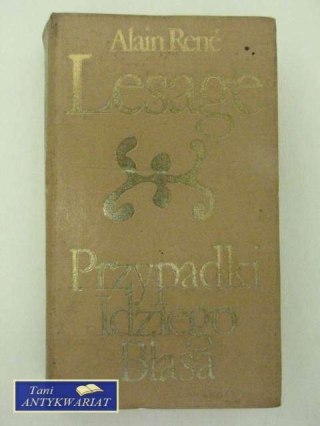 Alain René
Lesage
Przypadki
Idziego
Blasa
Tani
ANTYKWARIAT